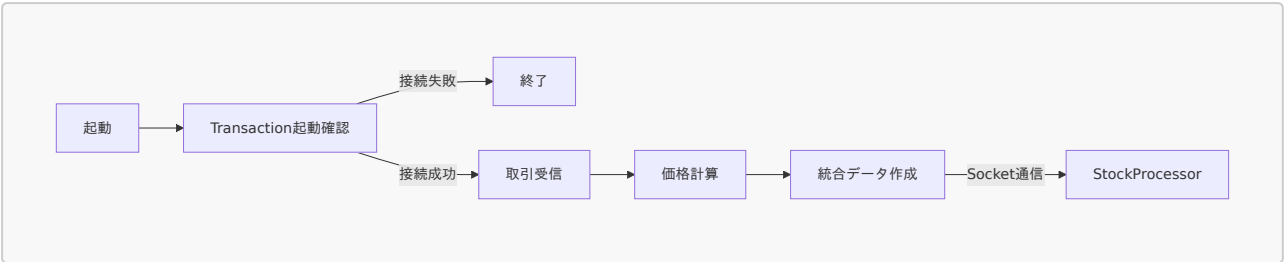 起動
Transaction起動確認
接続失敗
終了
接続成功
取引受信
価格計算
統合データ作成
Socket通信
StockProcessor